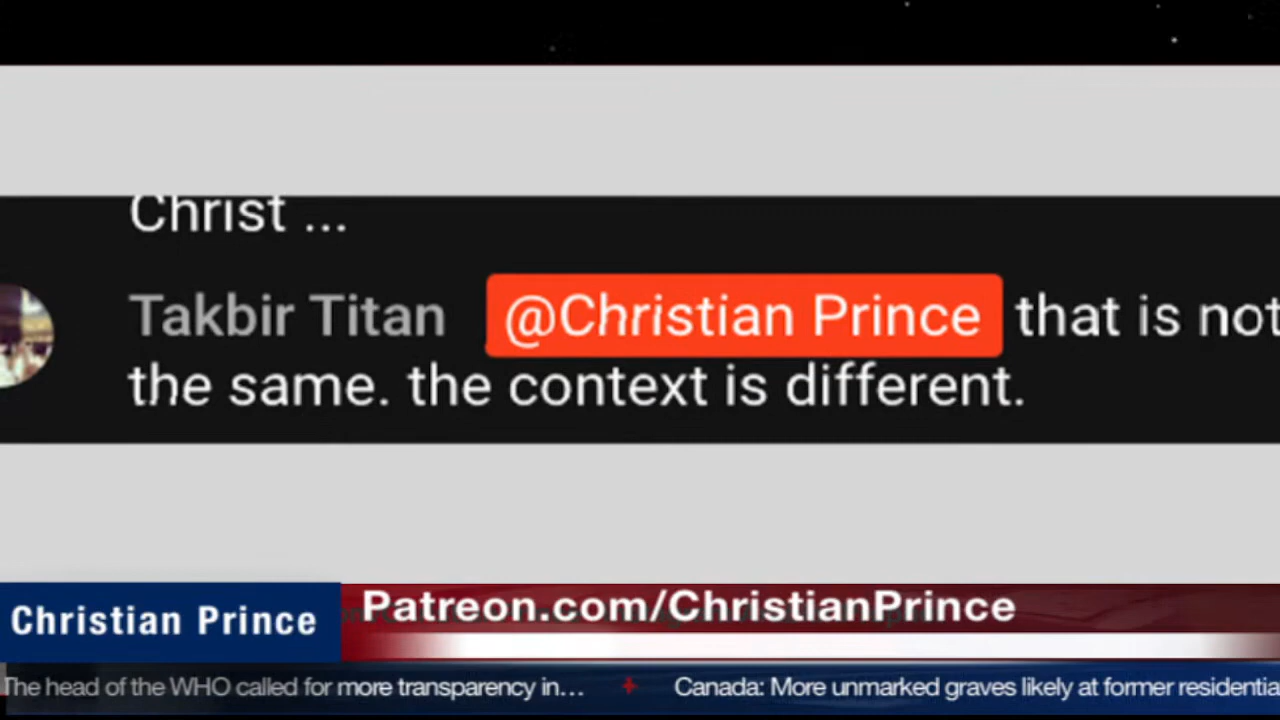 Christ ...
Takbir Titan @Christian Prince that is not
the same. the context is different.
Christian Prince
Patreon.com/ChristianPrince
The head of the WHO called for more transparency in... Canada: More unmarked graves likely at former residentia